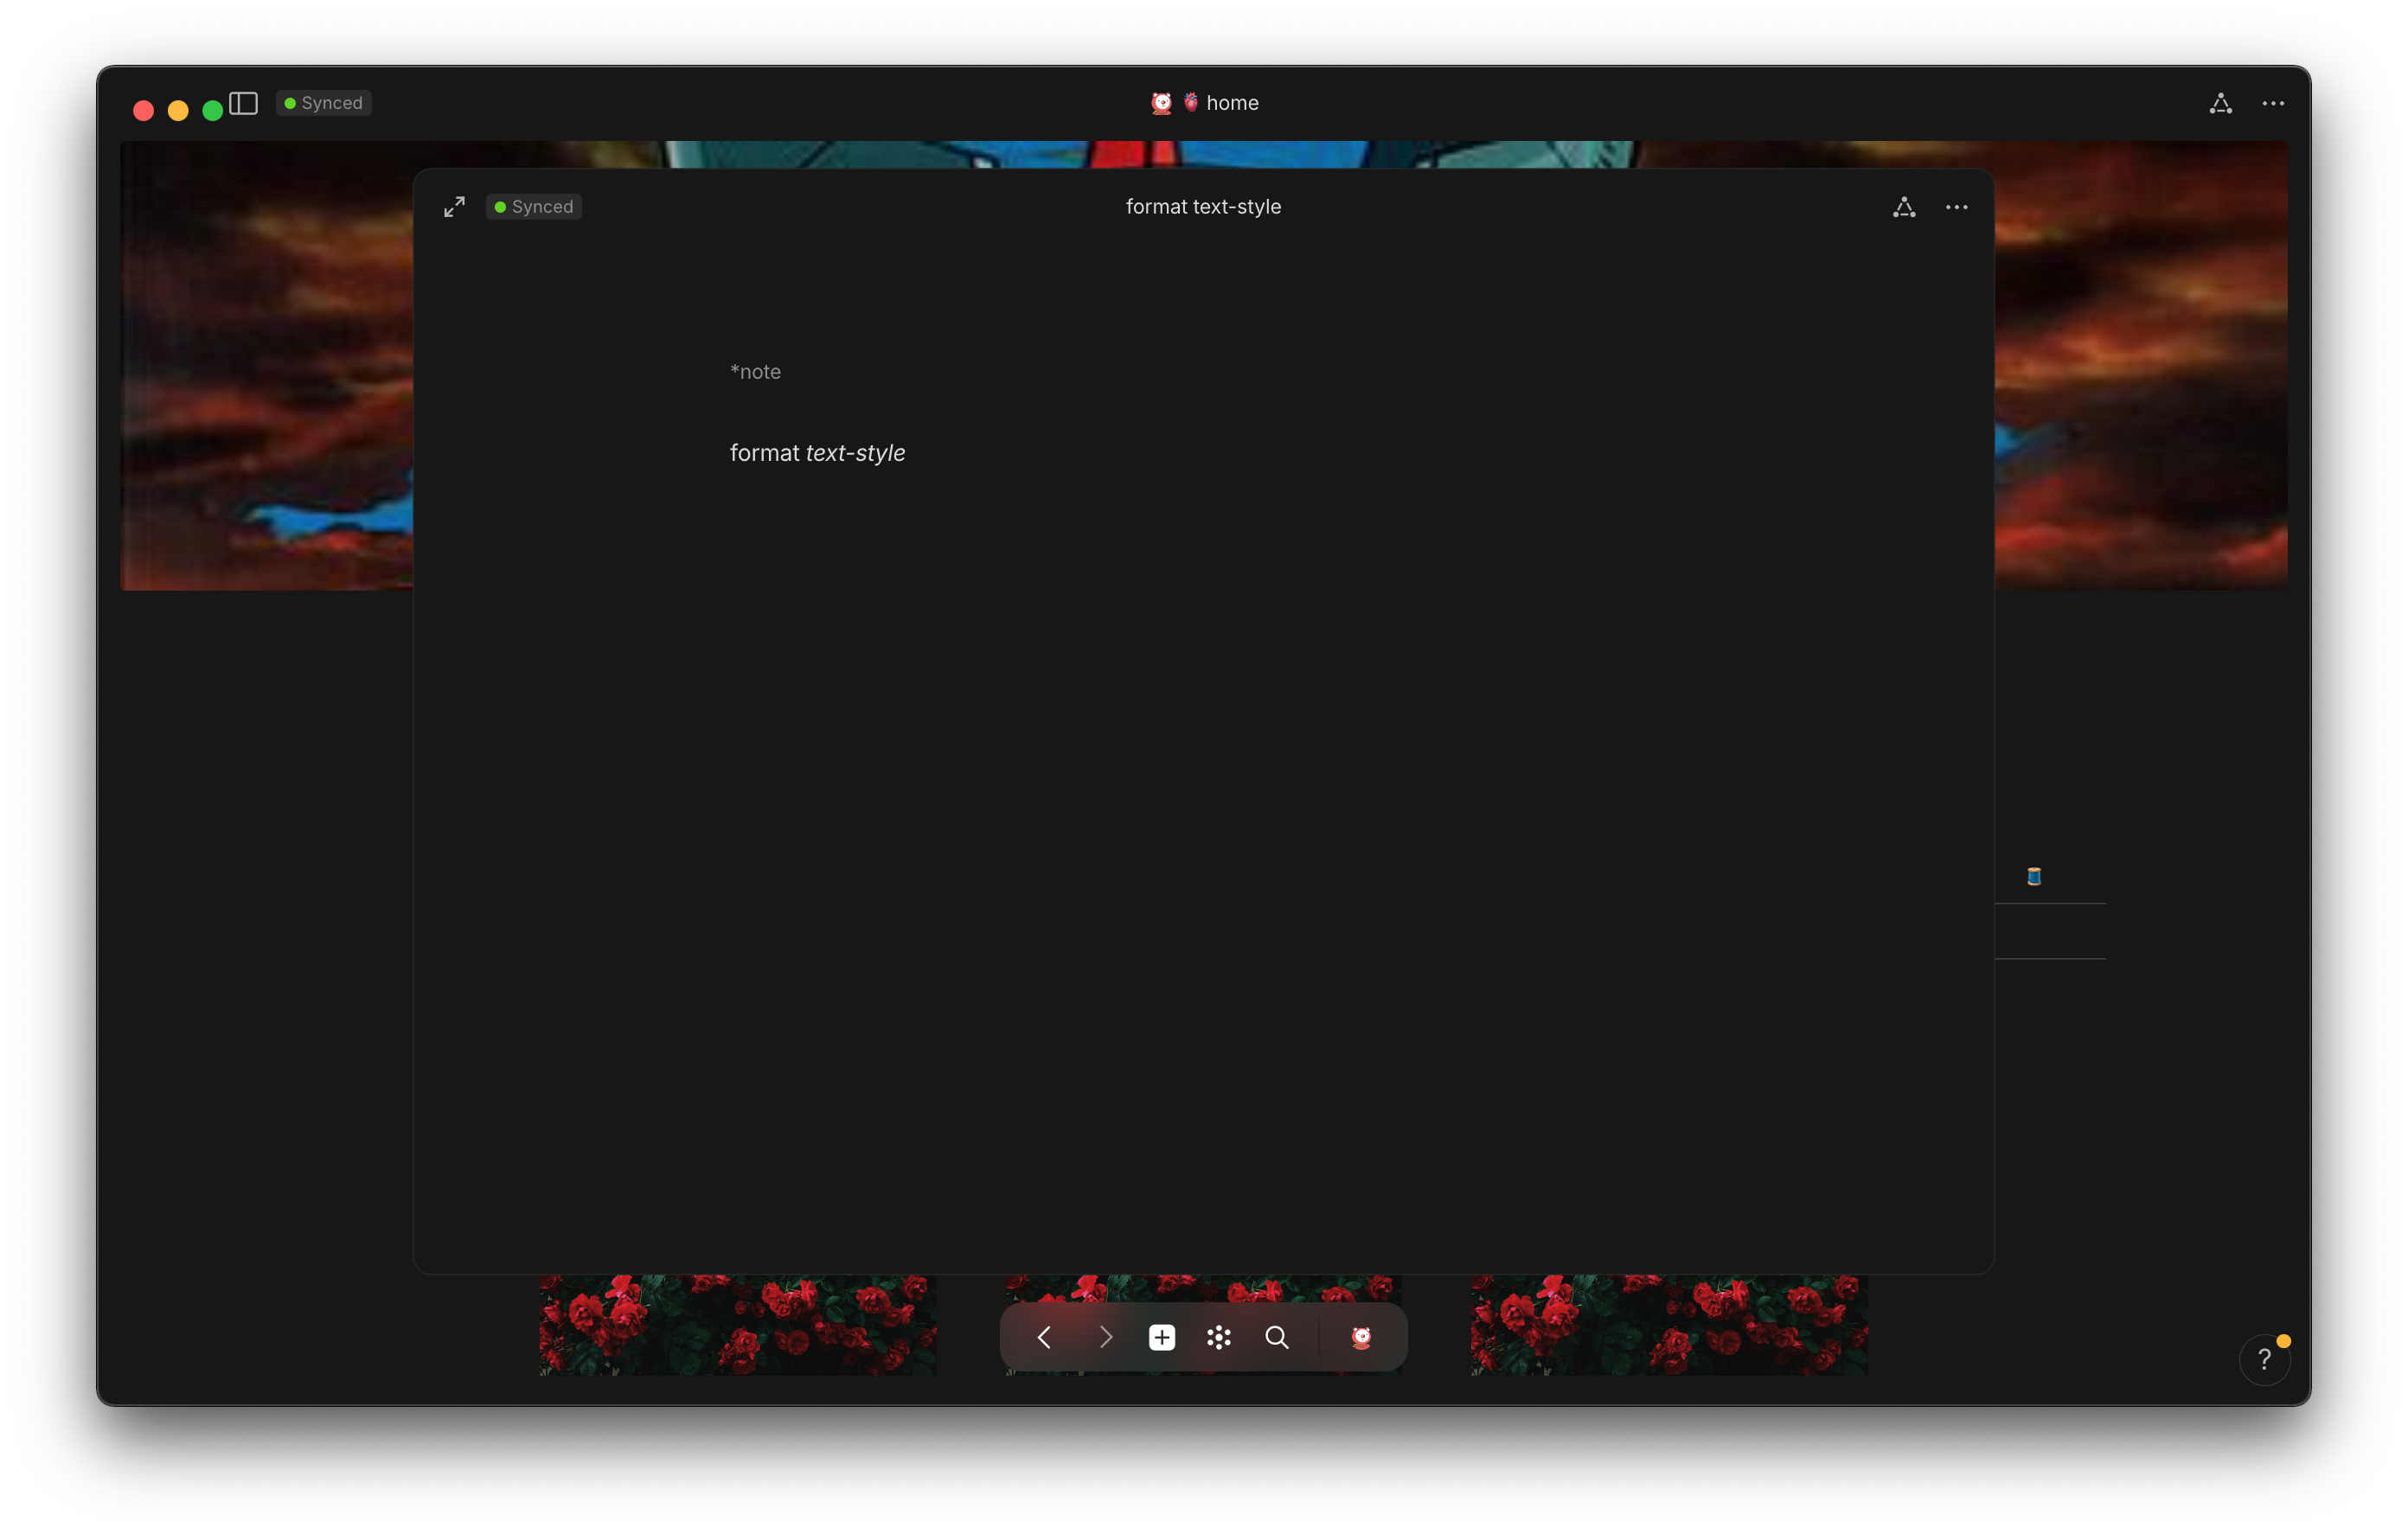 Synced
🫀 home
Synced
format text-style
*note
format text-style
?